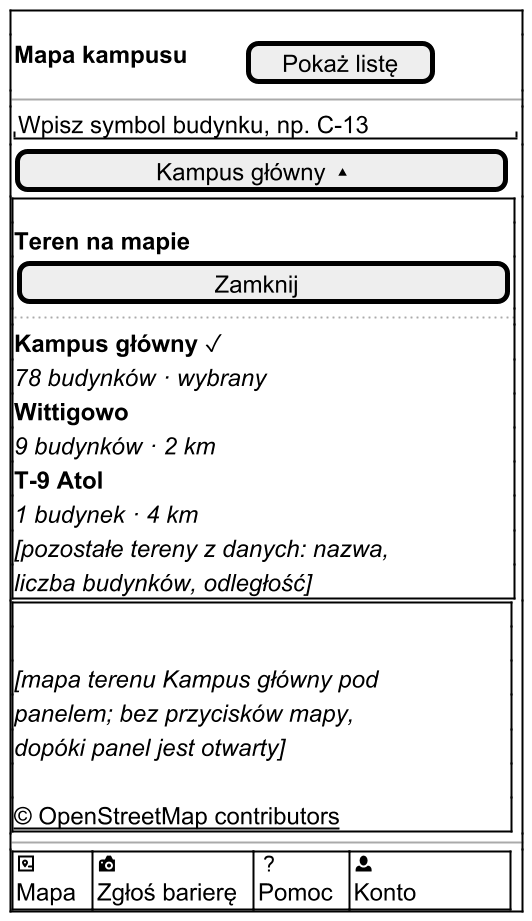 Mapa kampusu
Pokaż listę
Wpisz symbol budynku, np. C-13
Kampus główny ▲
Teren na mapie
Zamknij
Kampus główny ✓
78 budynków · wybrany
Wittigowo
9 budynków · 2 km
T-9 Atol
1 budynek · 4 km
[pozostałe tereny z danych: nazwa,
liczba budynków, odległość]
[mapa terenu Kampus główny pod
panelem; bez przycisków mapy,
dopóki panel jest otwarty]
© OpenStreetMap contributors
?
Mapa
Zgłoś barierę
Pomoc
Konto